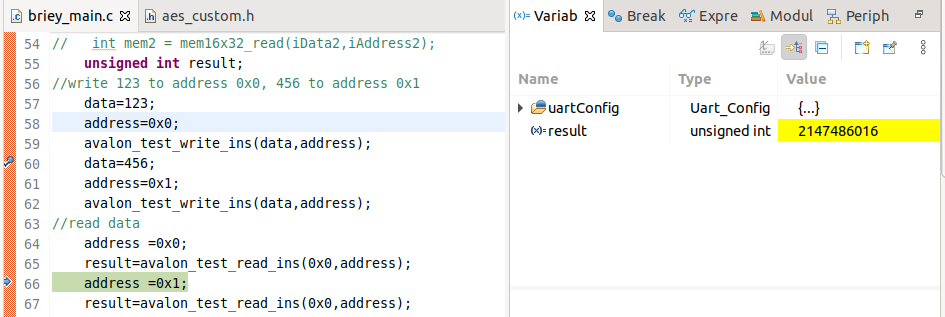 briey_main.c
aes_custom.h
54 // int mem2 = mem16x32_read(iData2,iAddress2);
55 unsigned int result;
56 //write 123 to address 0x0, 456 to address 0x1
57 data=123;
58 address=0x0;
59 avalon_test_write_ins(data,address);
60 data=456;
61 address=0x1;
62 avalon_test_write_ins(data,address);
63 //read data
64 address =0x0;
65 result=avalon_test_read_ins(0x0,address);
66 address =0x1;
67 result=avalon_test_read_ins(0x0,address);
(x)= Variab Break Expre Modul Periph
Name Type Value
uartConfig Uart_Config {...}
(x)= result unsigned int 2147486016